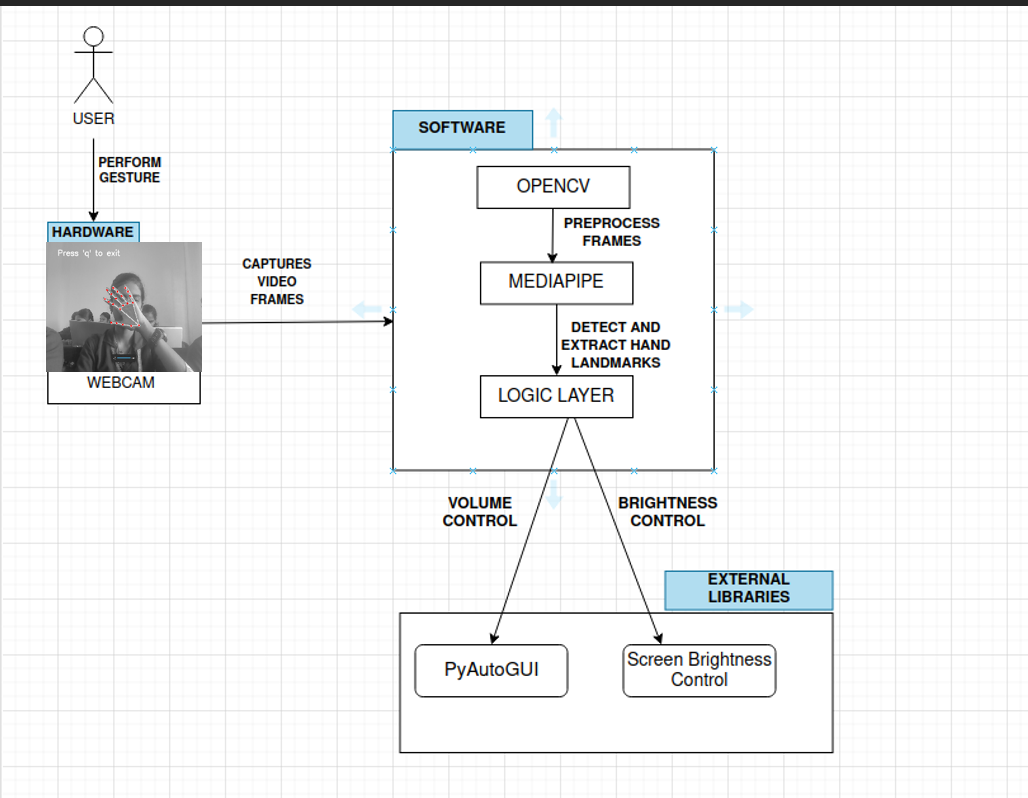 USER
PERFORM
GESTURE
HARDWARE
Press 'q' to exit
WEBCAM
CAPTURES
VIDEO
FRAMES
SOFTWARE
OPENCV
PREPROCESS
FRAMES
MEDIAPIPE
DETECT AND
EXTRACT HAND
LANDMARKS
LOGIC LAYER
VOLUME
CONTROL
BRIGHTNESS
CONTROL
EXTERNAL
LIBRARIES
PyAutoGUI
Screen Brightness
Control